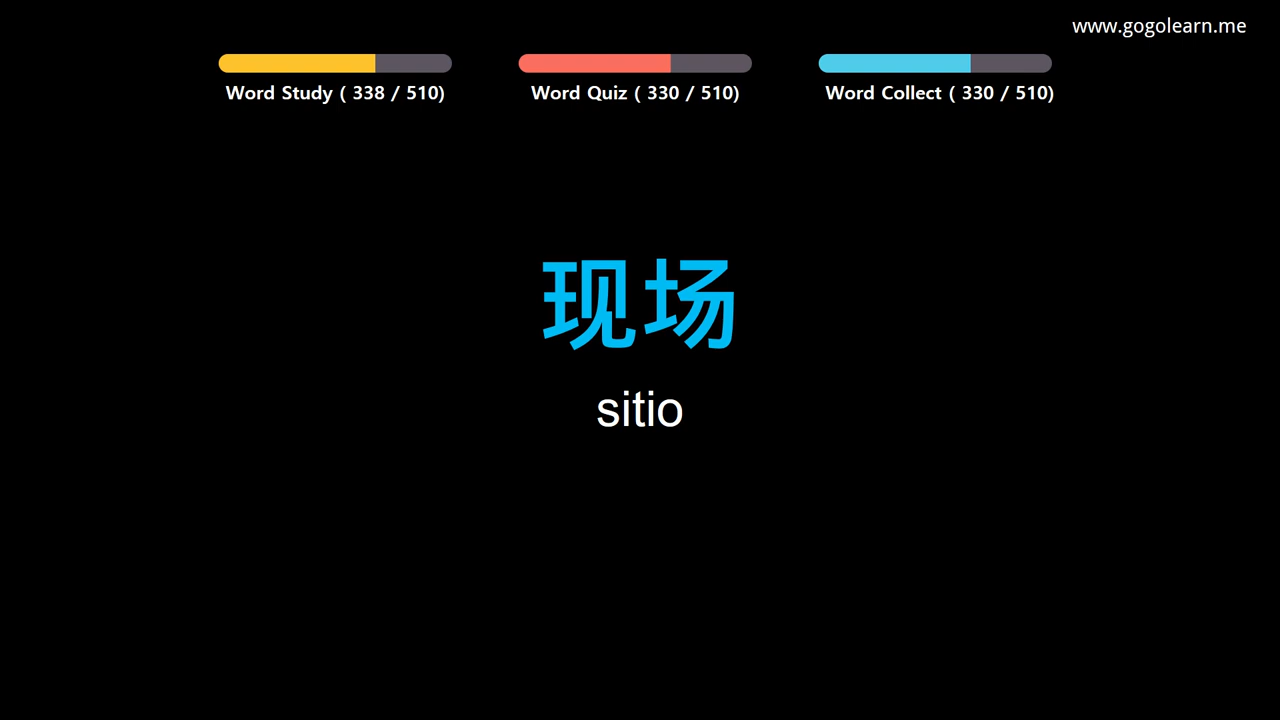 www.gogolearn.me
Word Study ( 338 / 510)
Word Quiz ( 330 / 510)
Word Collect ( 330 / 510)
现场
sitio